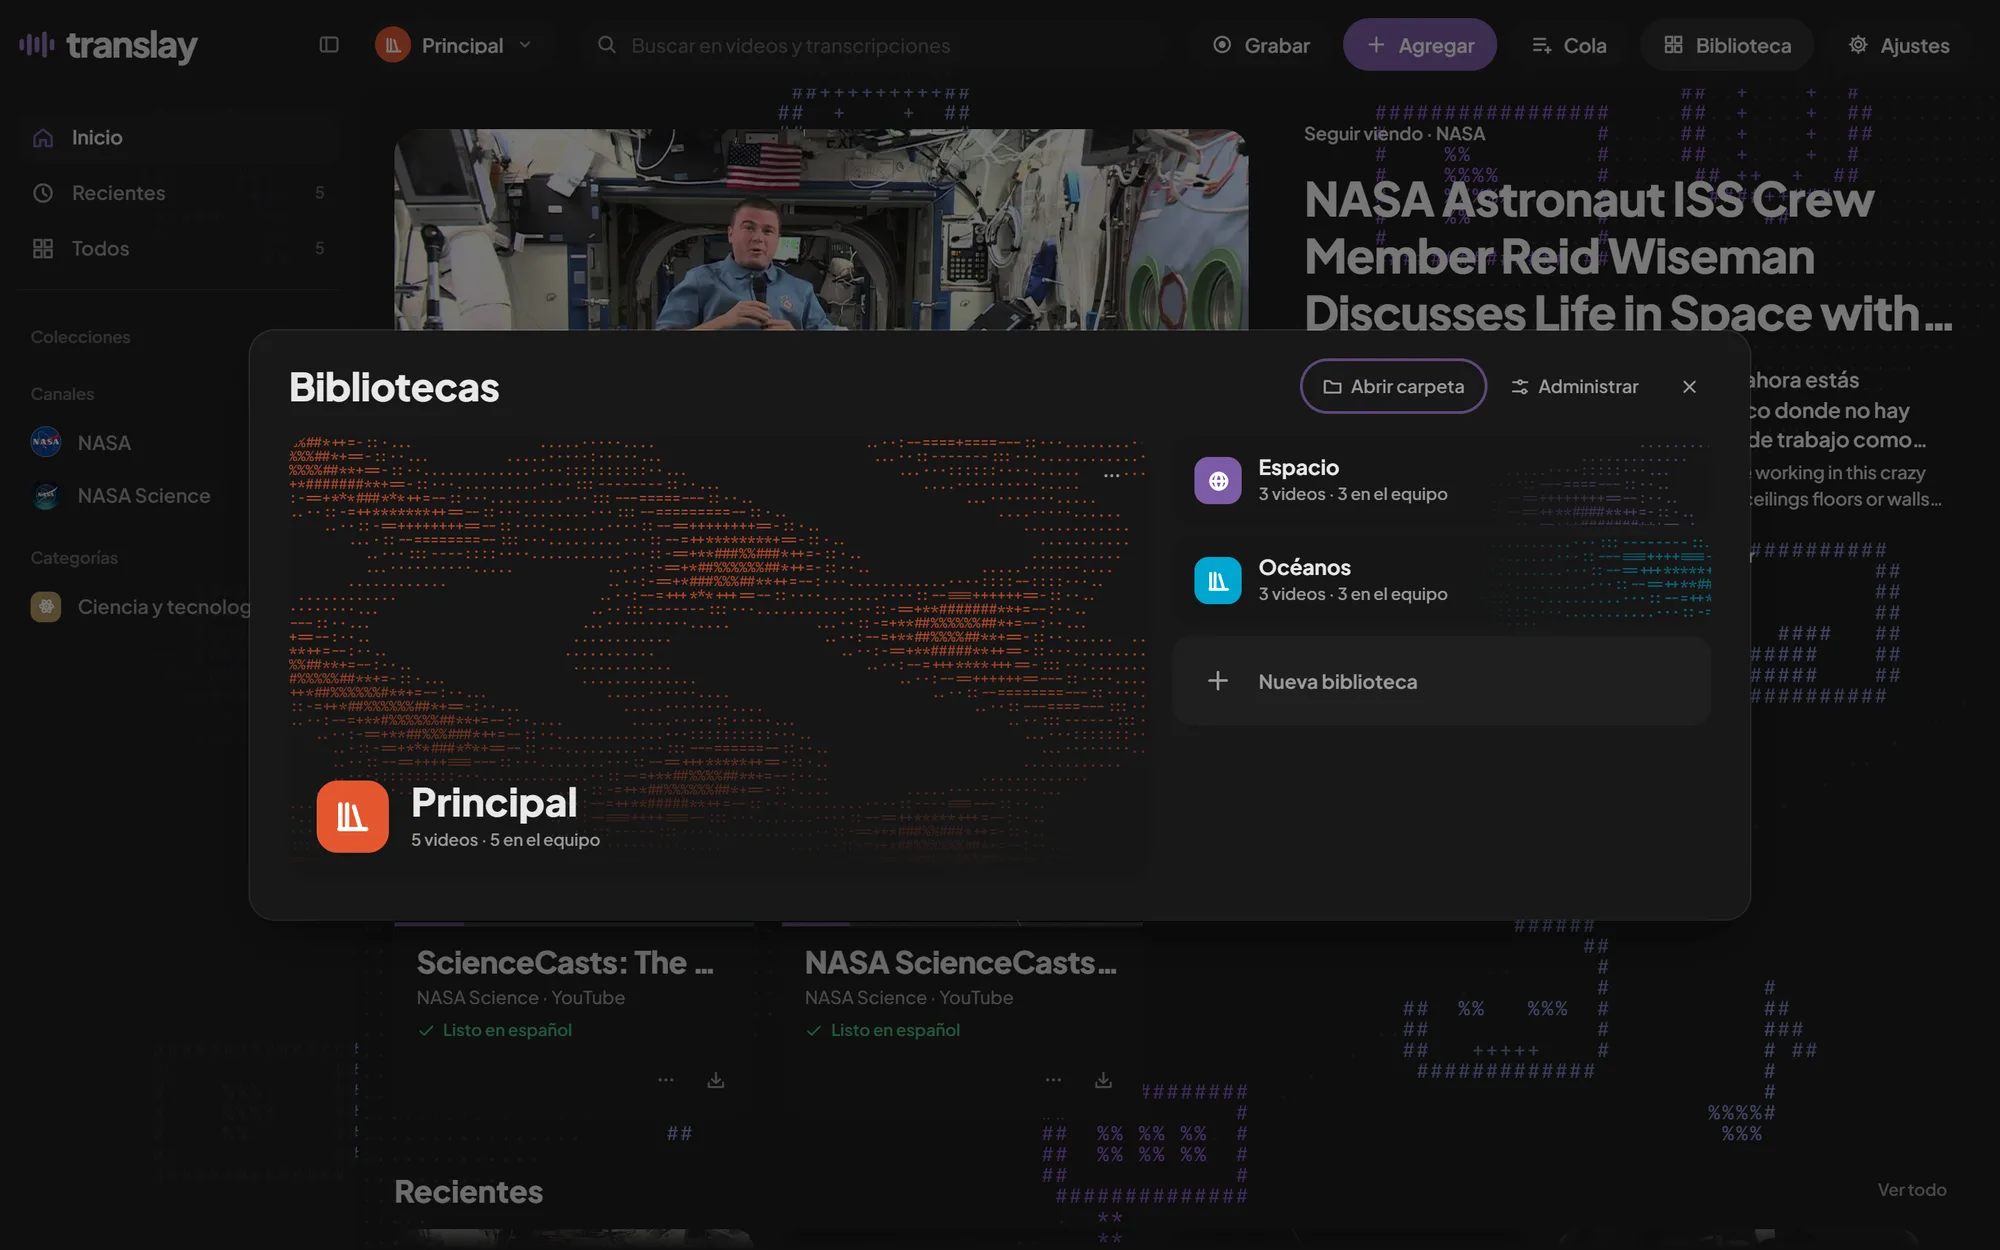 translay
Principal
Buscar en videos y transcripciones
Grabar
Agregar
Cola
Biblioteca
Ajustes
Inicio
Recientes
5
Todos
5
Colecciones
Canales
NASA
NASA Science
Categorías
Ciencia y tecnolog
Seguir viendo · NASA
NASA Astronaut ISS Crew
Member Reid Wiseman
Discusses Life in Space with...
ahora estás
co donde no hay
de trabajo como...
working in this crazy
ceilings floors or walls...
Bibliotecas
Abrir carpeta
Administrar
Principal
5 videos · 5 en el equipo
Espacio
3 videos · 3 en el equipo
Océanos
3 videos · 3 en el equipo
Nueva biblioteca
ScienceCasts: The ...
NASA Science · YouTube
Listo en español
NASA ScienceCasts...
NASA Science · YouTube
Listo en español
Recientes
Ver todo